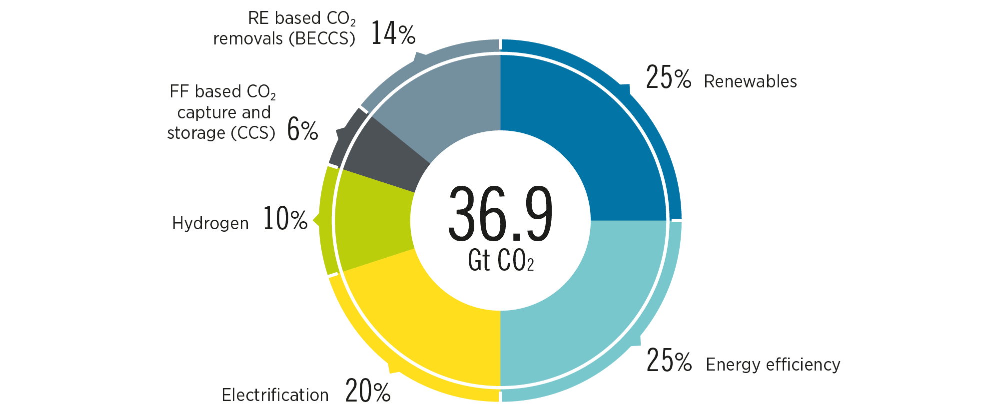 RE based CO₂
removals (BECCS) 14%
25% Renewables
FF based CO₂
capture and
storage (CCS) 6%
36.9
Gt CO₂
Hydrogen 10%
25% Energy efficiency
Electrification 20%